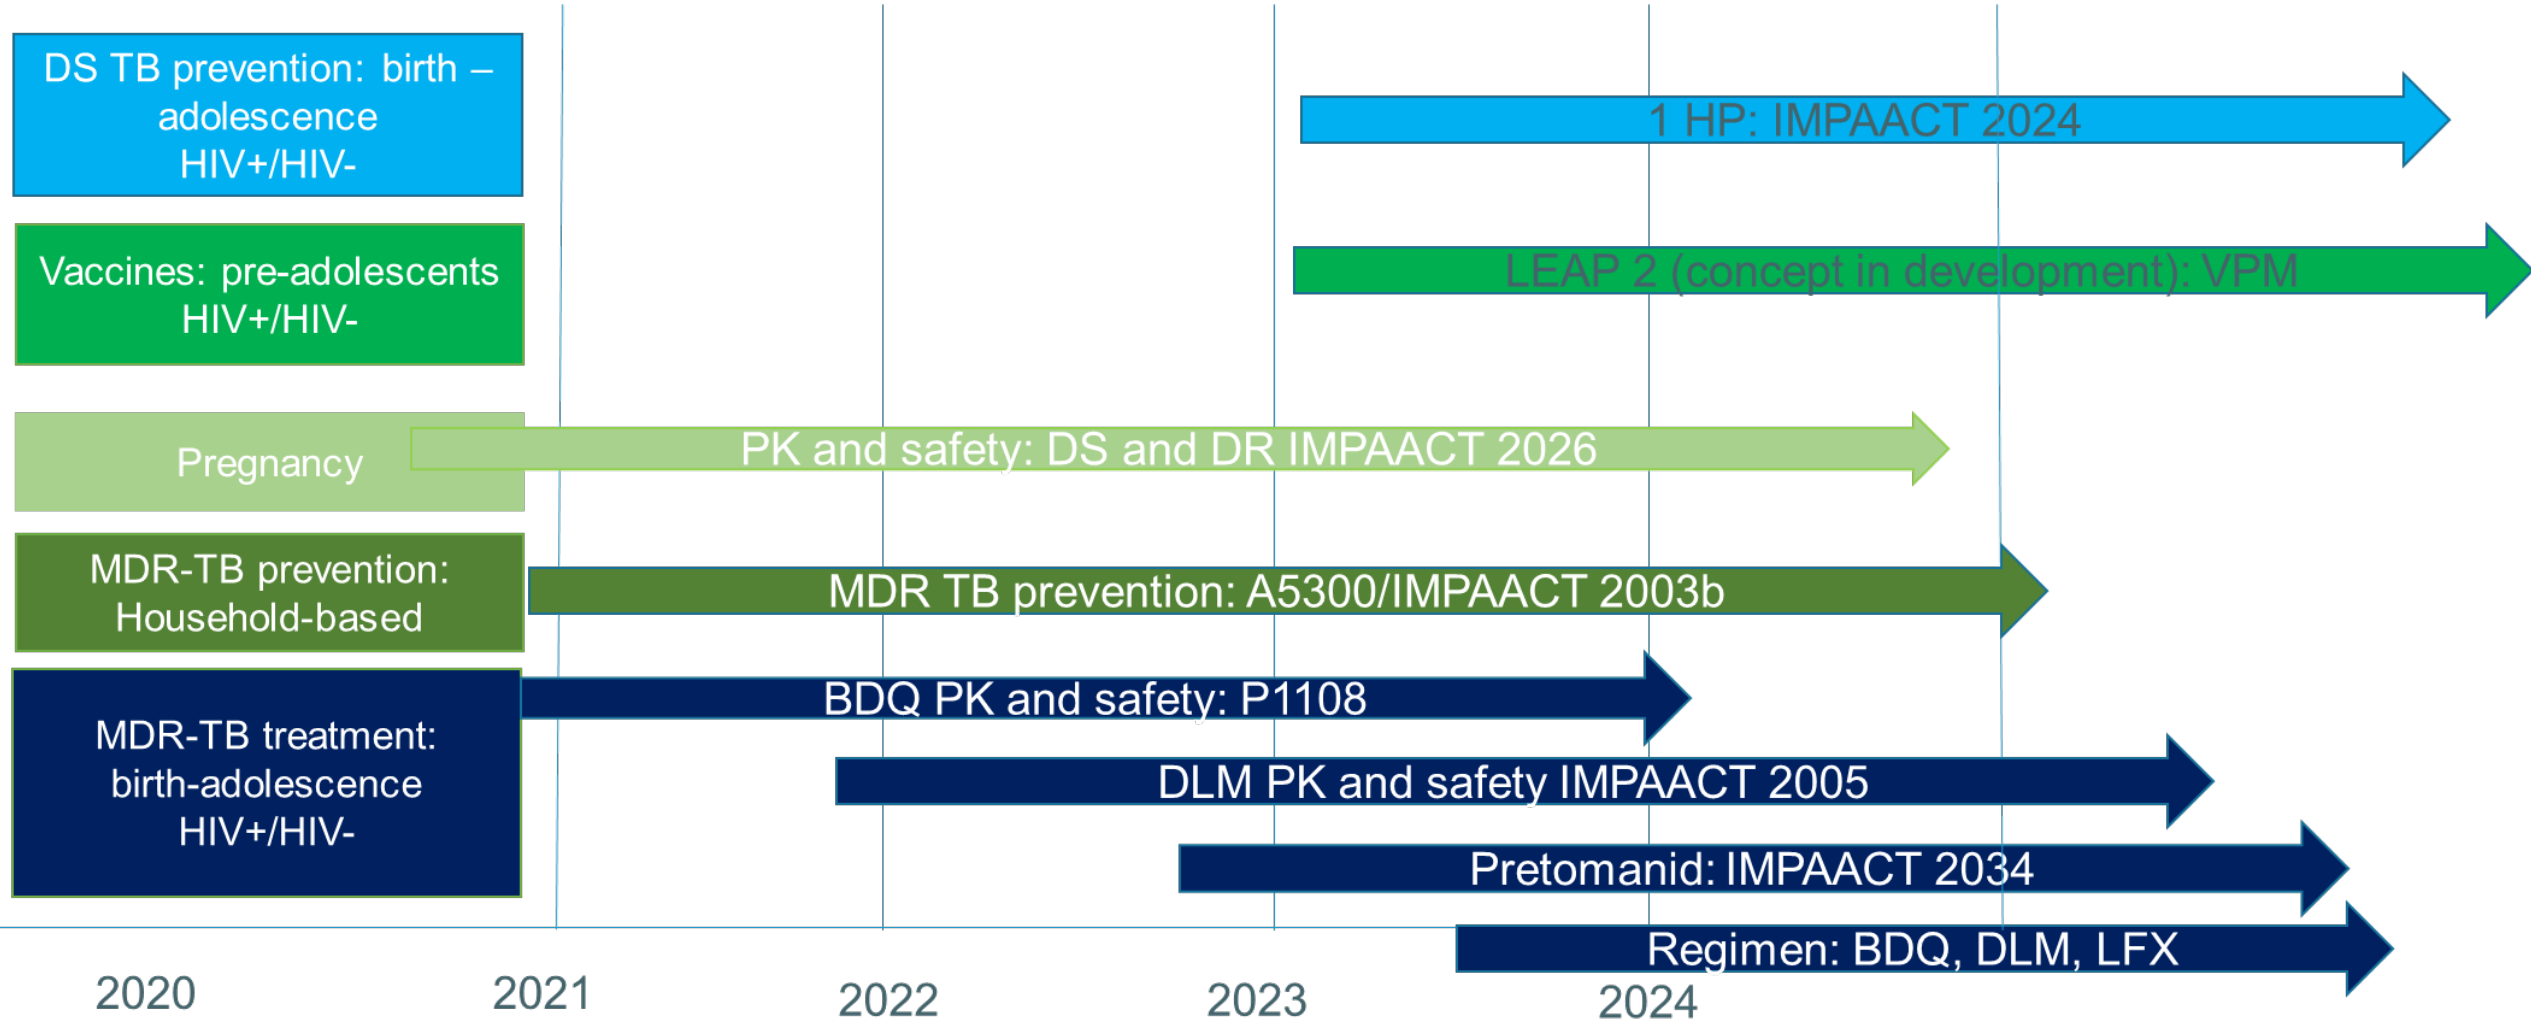 DS TB prevention: birth –
adolescence
HIV+/HIV-
1 HP: IMPAACT 2024
Vaccines: pre-adolescents
HIV+/HIV-
LEAP 2 (concept in development): VPM
Pregnancy
PK and safety: DS and DR IMPAACT 2026
MDR-TB prevention:
Household-based
MDR TB prevention: A5300/IMPAACT 2003b
MDR-TB treatment:
birth-adolescence
HIV+/HIV-
BDQ PK and safety: P1108
DLM PK and safety IMPAACT 2005
Pretomanid: IMPAACT 2034
Regimen: BDQ, DLM, LFX
2020
2021
2022
2023
2024